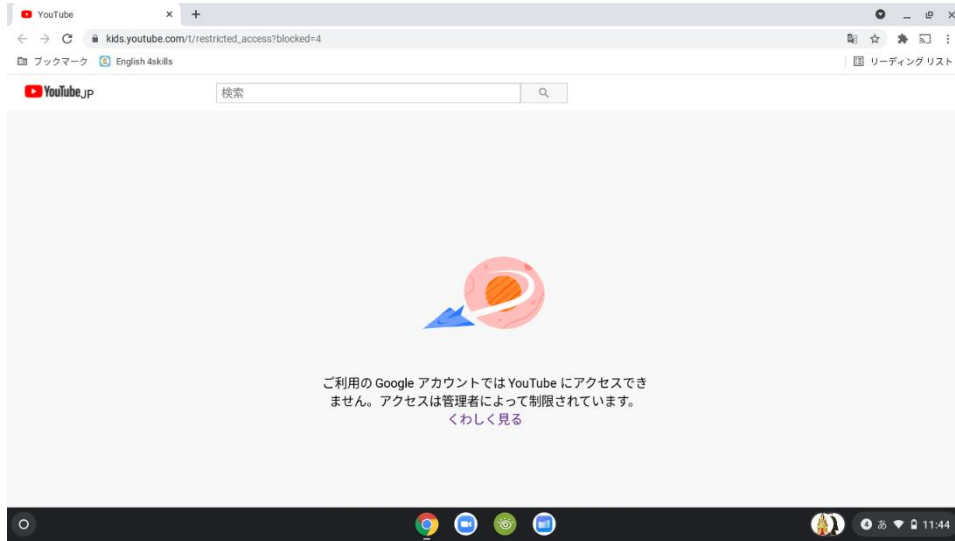 YouTube
kids.youtube.com/t/restricted_access?blocked=4
ブックマーク English 4skills リーディング リスト
YouTube JP 検索
ご利用の Google アカウントでは YouTube にアクセスでき
ません。アクセスは管理者によって制限されています。
くわしく見る
4 あ 11:44